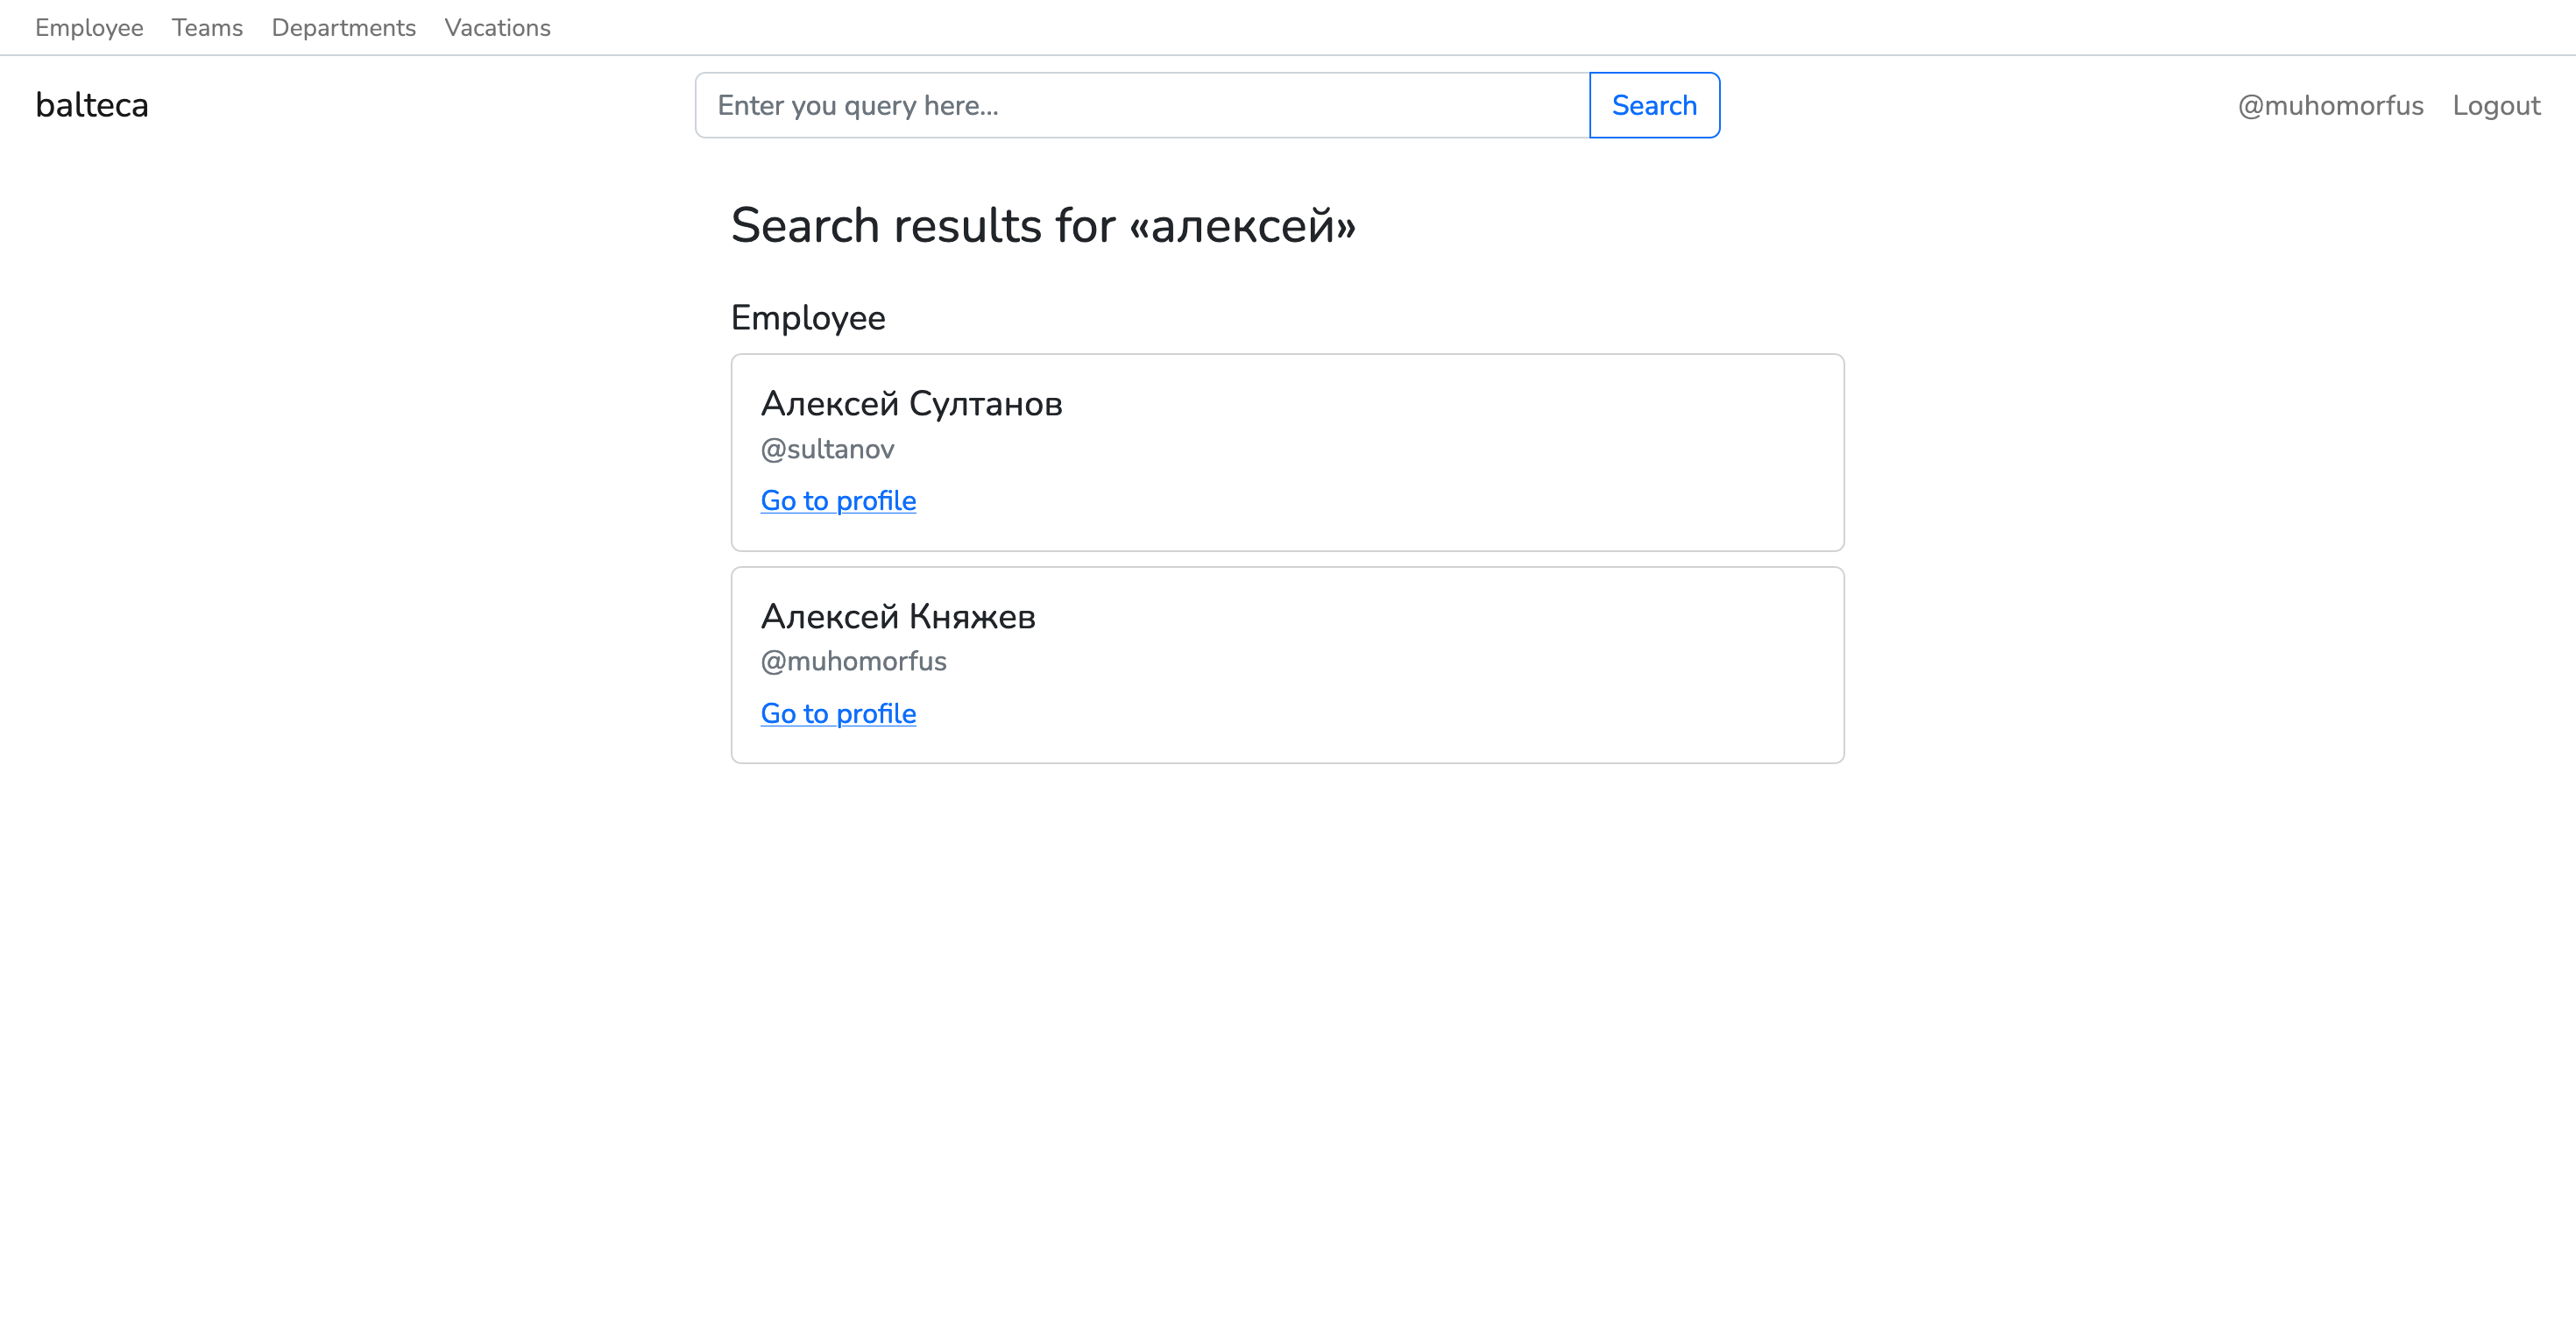 Employee Teams Departments Vacations
balteca Enter you query here... Search @muhomorfus Logout
Search results for «алексей»
Employee
Алексей Султанов
@sultanov
Go to profile
Алексей Княжев
@muhomorfus
Go to profile